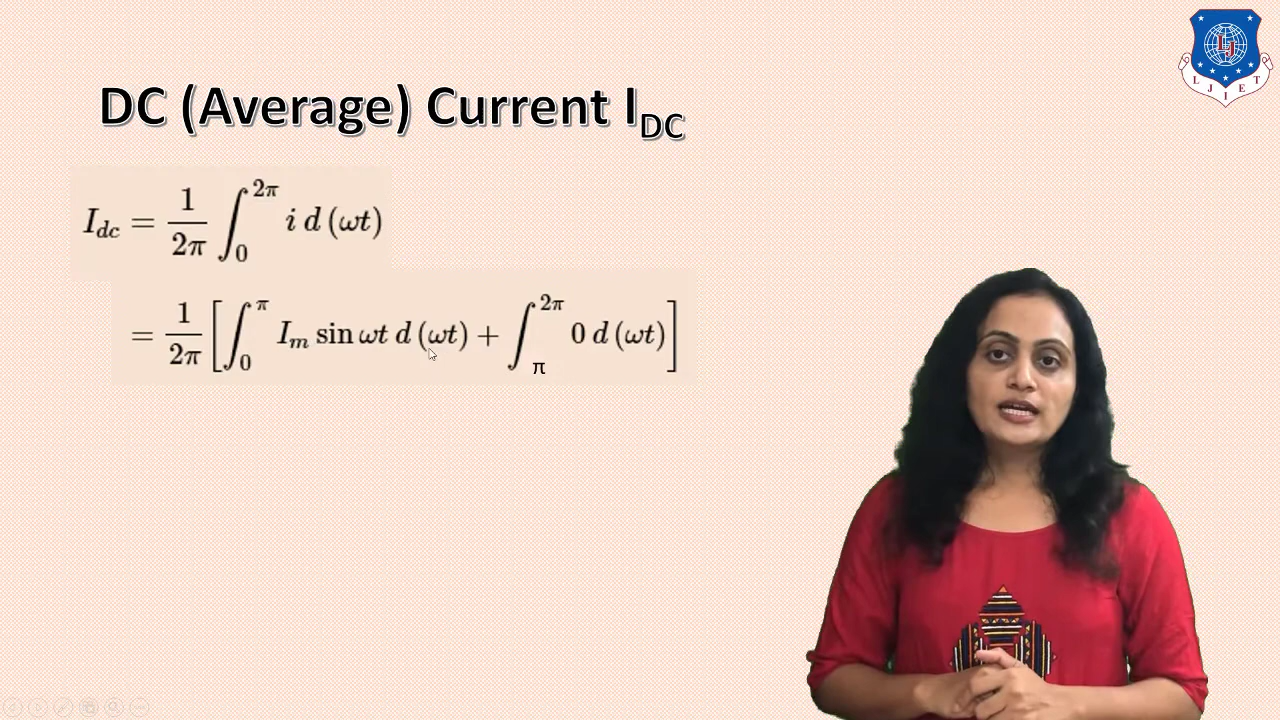 L J I E T
DC (Average) Current I_DC
I_dc = 1/2π ∫_0^2π i d (ωt)
= 1/2π [ ∫_0^π I_m sin ωt d (ωt) + ∫_π^2π 0 d (ωt) ]